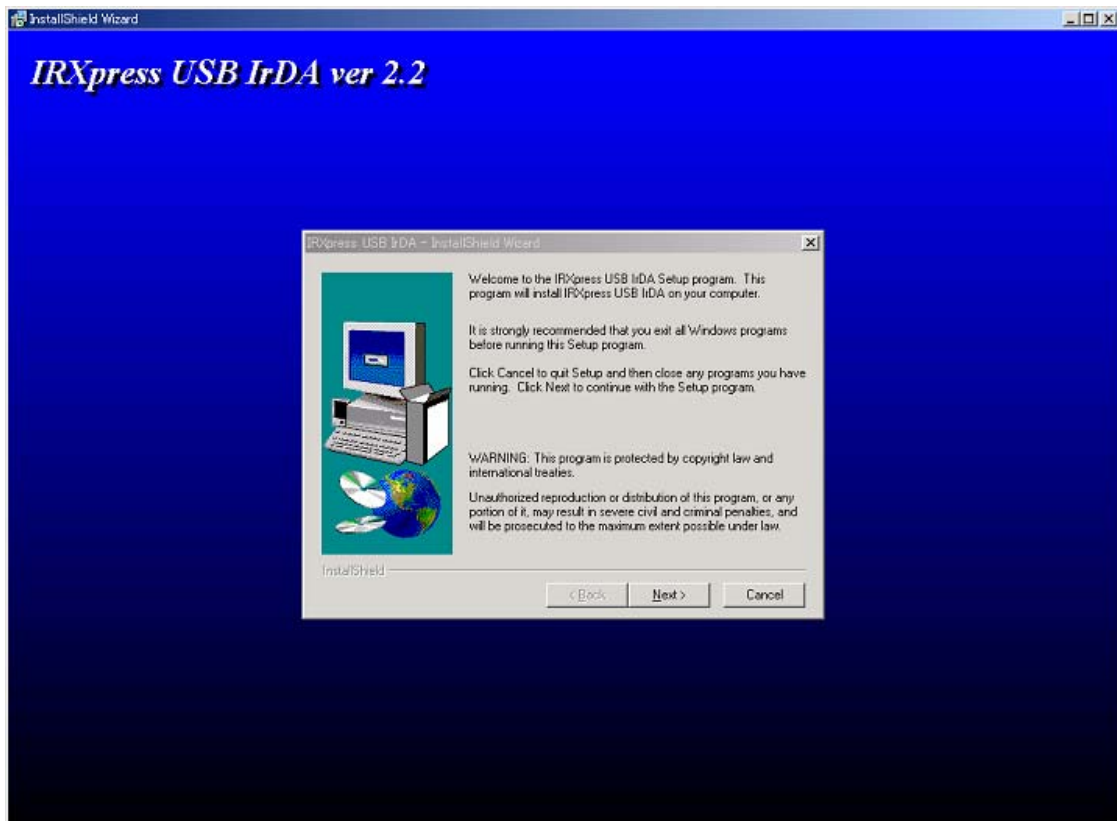 InstallShield Wizard
IRXpress USB IrDA ver 2.2
IRXpress USB IrDA - InstallShield Wizard
Welcome to the IRXpress USB IrDA Setup program. This
program will install IRXpress USB IrDA on your computer.
It is strongly recommended that you exit all Windows programs
before running this Setup program.
Click Cancel to quit Setup and then close any programs you have
running. Click Next to continue with the Setup program.
WARNING: This program is protected by copyright law and
international treaties.
Unauthorized reproduction or distribution of this program, or any
portion of it, may result in severe civil and criminal penalties, and
will be prosecuted to the maximum extent possible under law.
InstallShield
< Back Next > Cancel